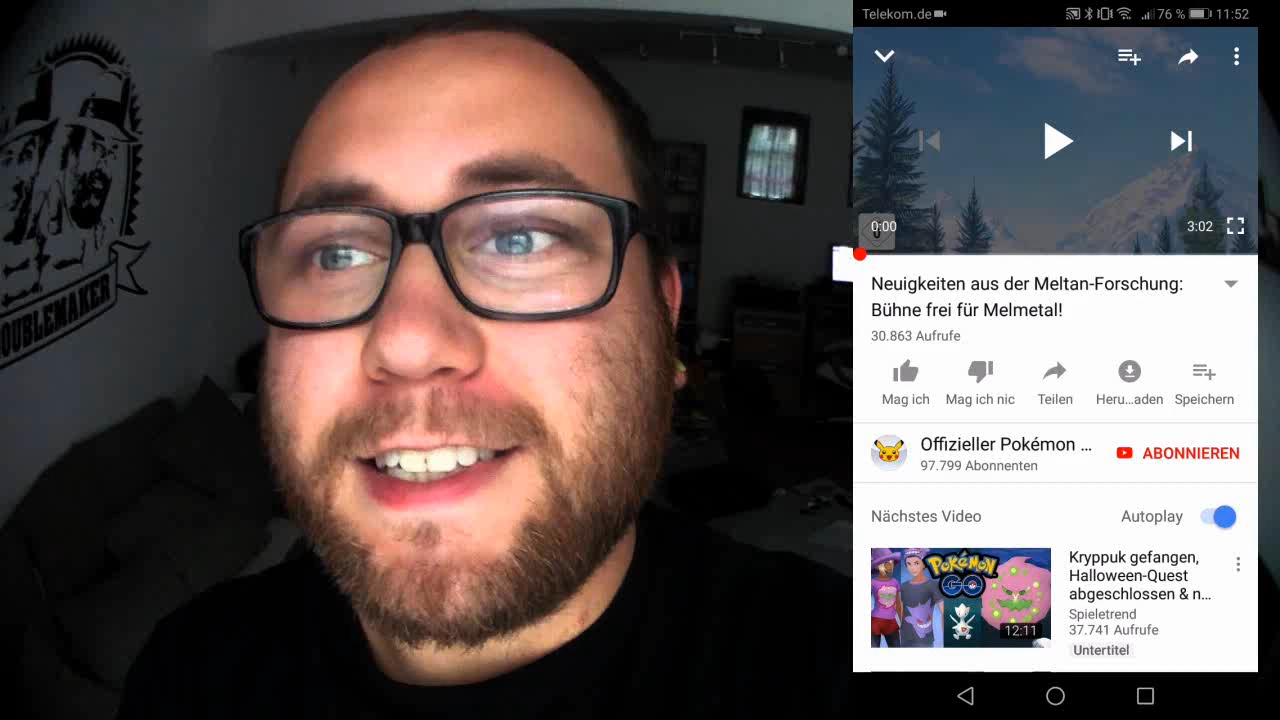 OUBLEMAKER
Telekom.de
76 %
11:52
0:00
3:02
Neuigkeiten aus der Meltan-Forschung:
Bühne frei für Melmetal!
30.863 Aufrufe
Mag ich
Mag ich nic
Teilen
Heru...aden
Speichern
Offizieller Pokémon ...
97.799 Abonnenten
ABONNIEREN
Nächstes Video
Autoplay
POKÉMON
GO
12:11
Kryppuk gefangen,
Halloween-Quest
abgeschlossen & n...
Spieletrend
37.741 Aufrufe
Untertitel